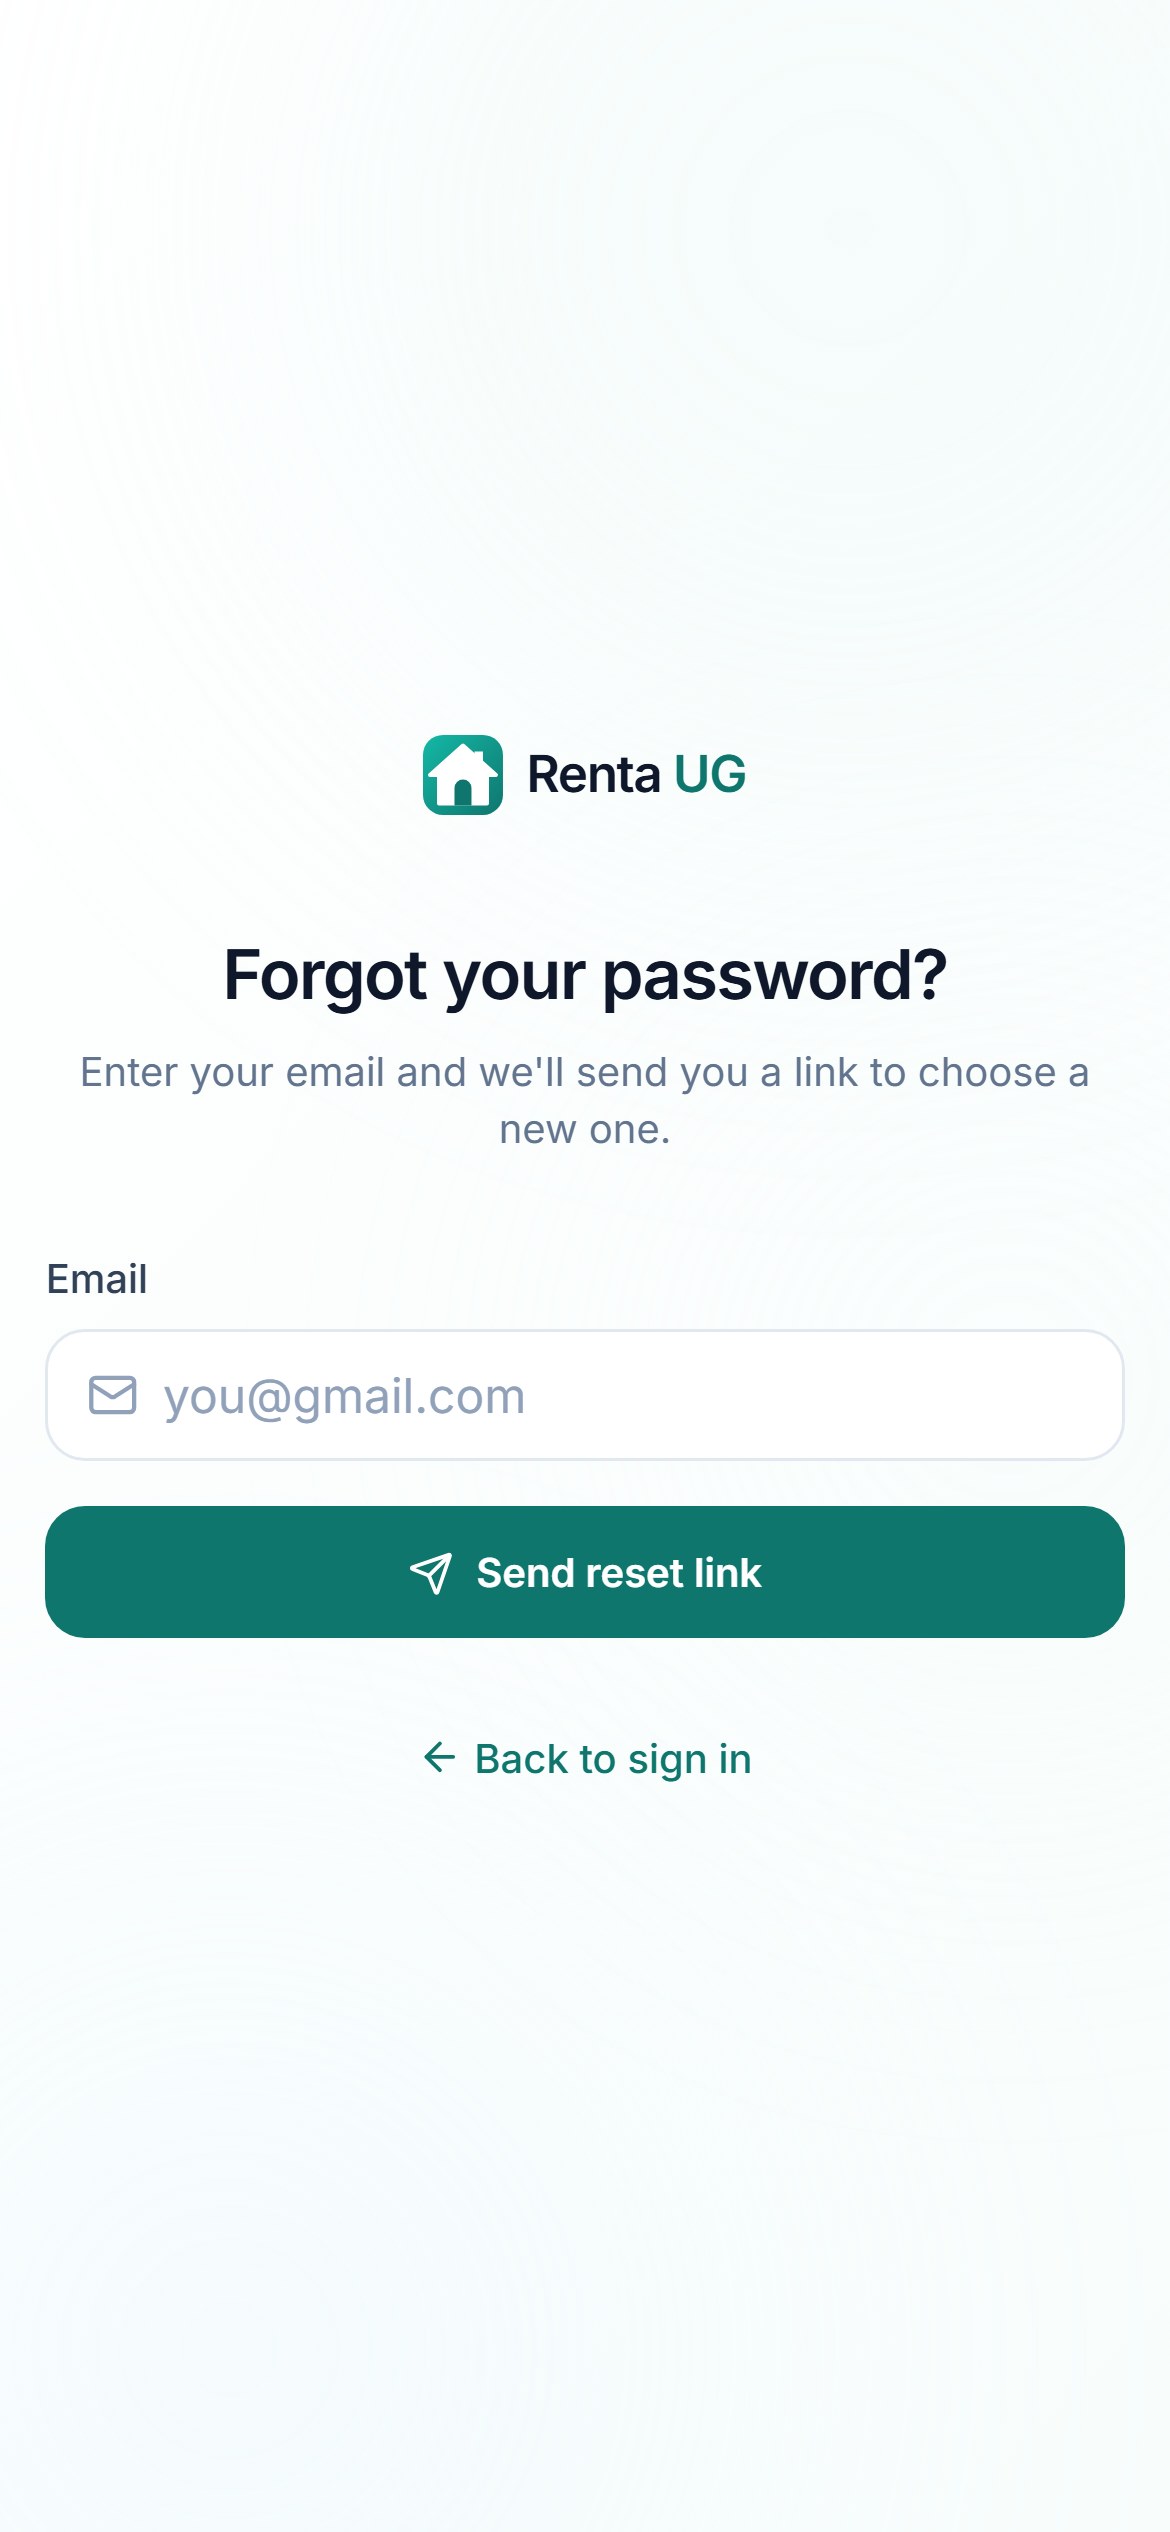 Renta UG
Forgot your password?
Enter your email and we'll send you a link to choose a
new one.
Email
you@gmail.com
Send reset link
Back to sign in